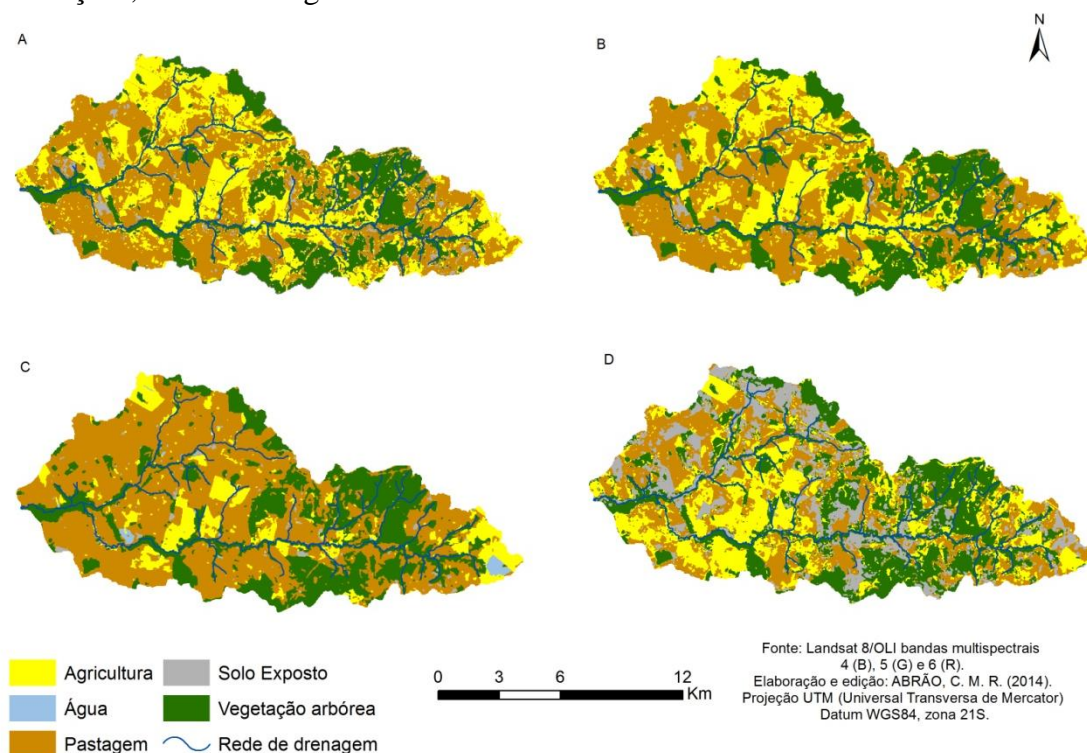 A
B
N
C
D
Agricultura
Solo Exposto
Água
Vegetação arbórea
Pastagem
Rede de drenagem
0 3 6 12
Km
Fonte: Landsat 8/OLI bandas multispectrais
4 (B), 5 (G) e 6 (R).
Elaboração e edição: ABRÃO, C. M. R. (2014).
Projeção UTM (Universal Transversa de Mercator)
Datum WGS84, zona 21S.